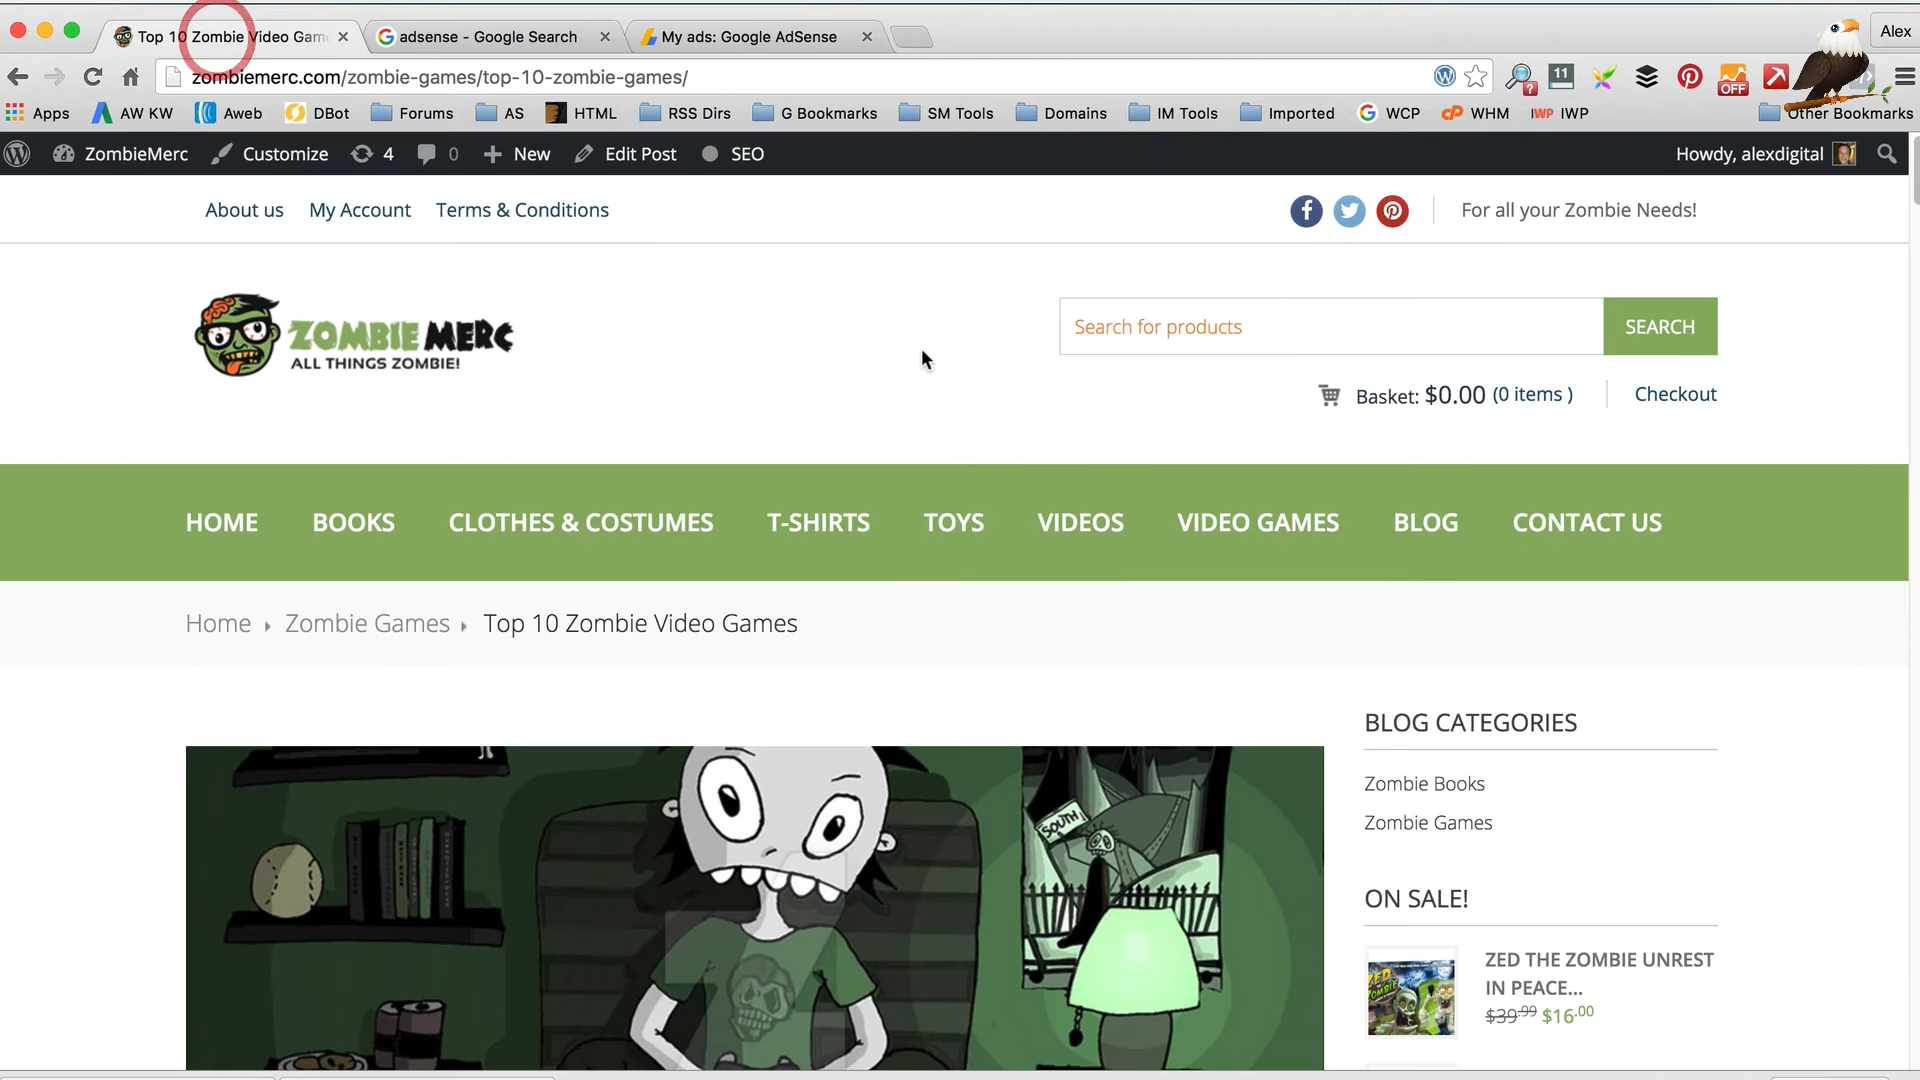 Top 10 Zombie Video Game
adsense - Google Search
My ads: Google AdSense
Alex
zombiemerc.com/zombie-games/top-10-zombie-games/
11
OFF
Apps
AW KW
Aweb
DBot
Forums
AS
HTML
RSS Dirs
G Bookmarks
SM Tools
Domains
IM Tools
Imported
WCP
cP WHM
IWP IWP
Other Bookmarks
ZombieMerc
Customize
4
0
New
Edit Post
SEO
Howdy, alexdigital
About us
My Account
Terms & Conditions
For all your Zombie Needs!
ZOMBIE MERC
ALL THINGS ZOMBIE!
Search for products
SEARCH
Basket: $0.00 (0 items )
Checkout
HOME
BOOKS
CLOTHES & COSTUMES
T-SHIRTS
TOYS
VIDEOS
VIDEO GAMES
BLOG
CONTACT US
Home
Zombie Games
Top 10 Zombie Video Games
BLOG CATEGORIES
Zombie Books
Zombie Games
SOUTH
ON SALE!
ZED THE ZOMBIE UNREST
IN PEACE...
$39.99 $16.00